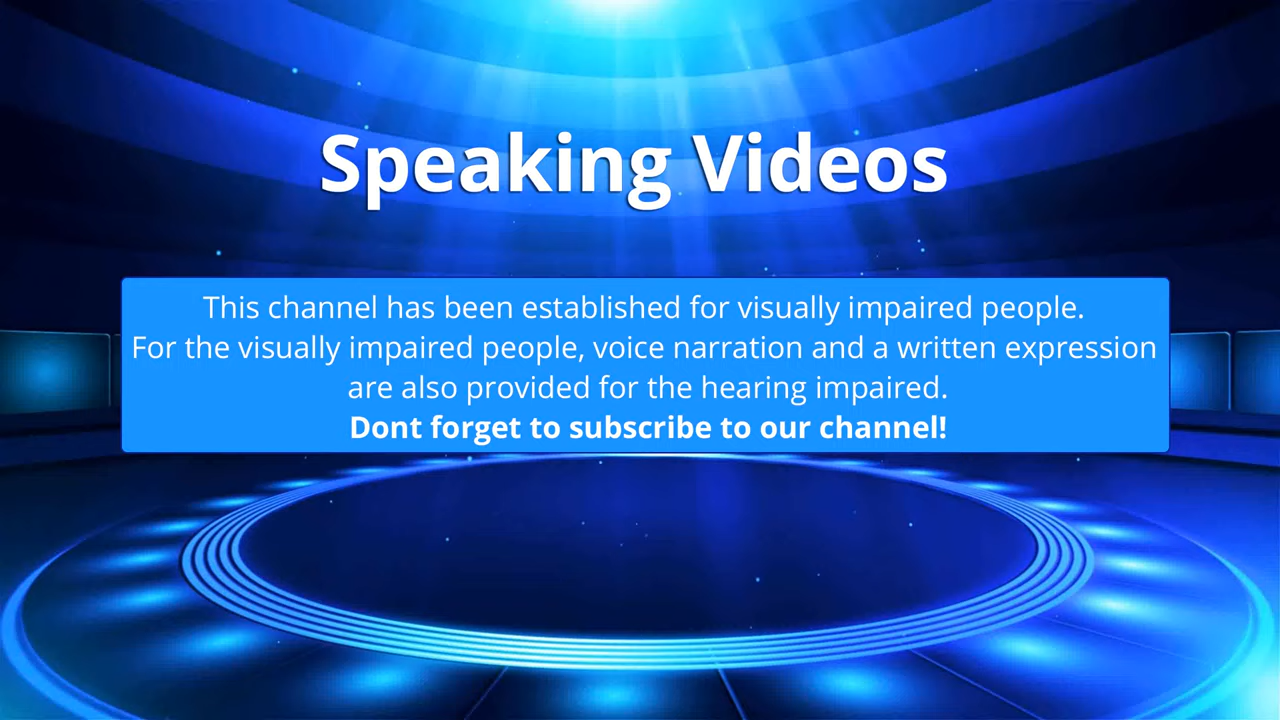 Speaking Videos
This channel has been established for visually impaired people.
For the visually impaired people, voice narration and a written expression
are also provided for the hearing impaired.
Dont forget to subscribe to our channel!